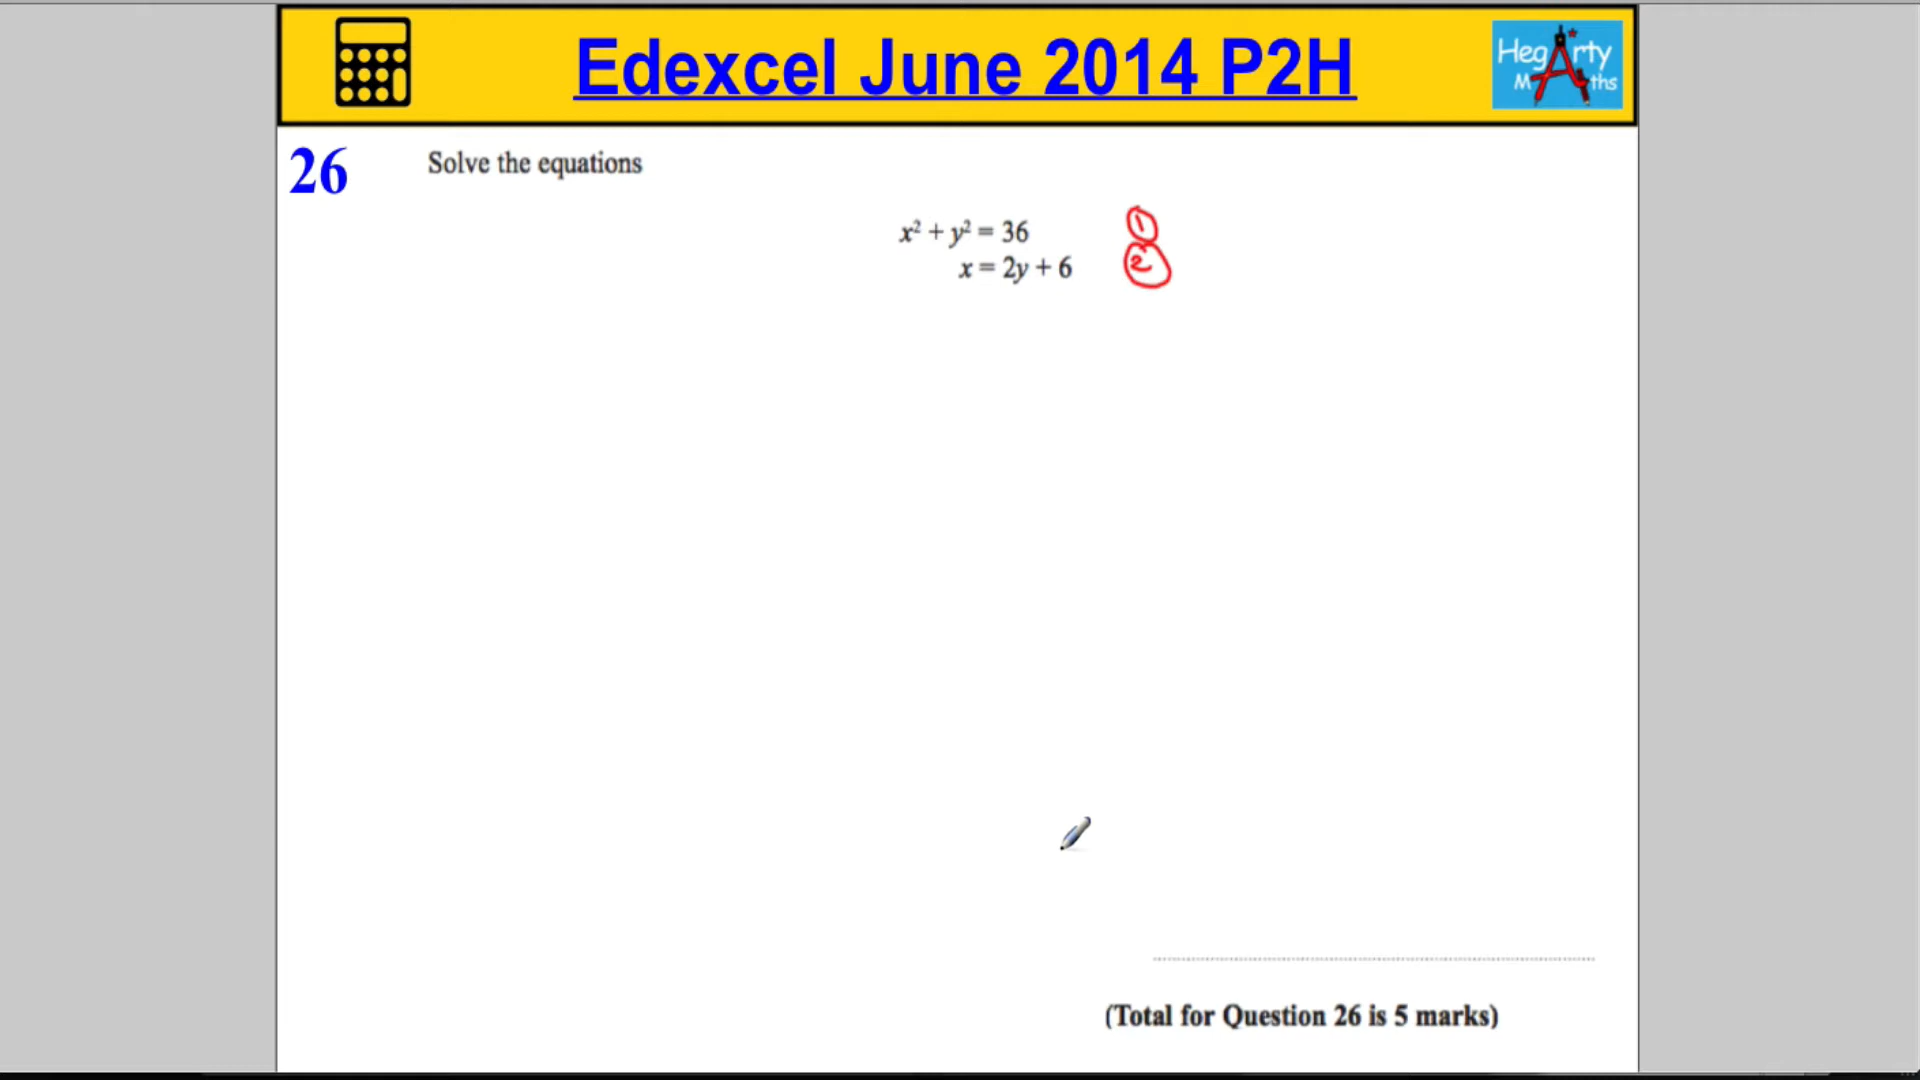 Edexcel June 2014 P2H
Hegarty
Maths
26 Solve the equations
x² + y² = 36 ①
x = 2y + 6 ②
(Total for Question 26 is 5 marks)